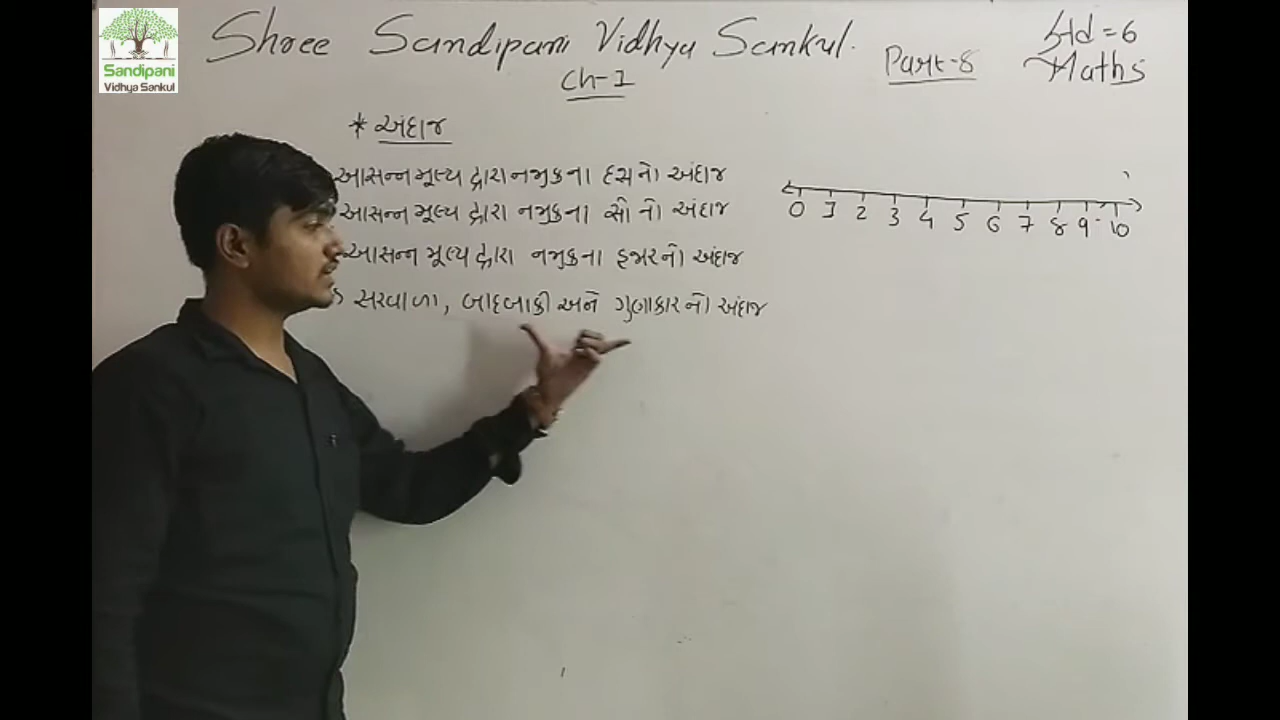 Sandipani
Vidhya Sankul
Shree Sandipani Vidhya Sankul.
Ch-1
Part-8
Std = 6
Maths
* અંદાજ
આસન્ન મૂલ્ય દ્વારા નજીકના દસનો અંદાજ
આસન્ન મૂલ્ય દ્વારા નજીકના સો નો અંદાજ
આસન્ન મૂલ્ય દ્વારા નજીકના હજારનો અંદાજ
સરવાળા, બાદબાકી અને ગુણાકારનો અંદાજ
0 1 2 3 4 5 6 7 8 9 10